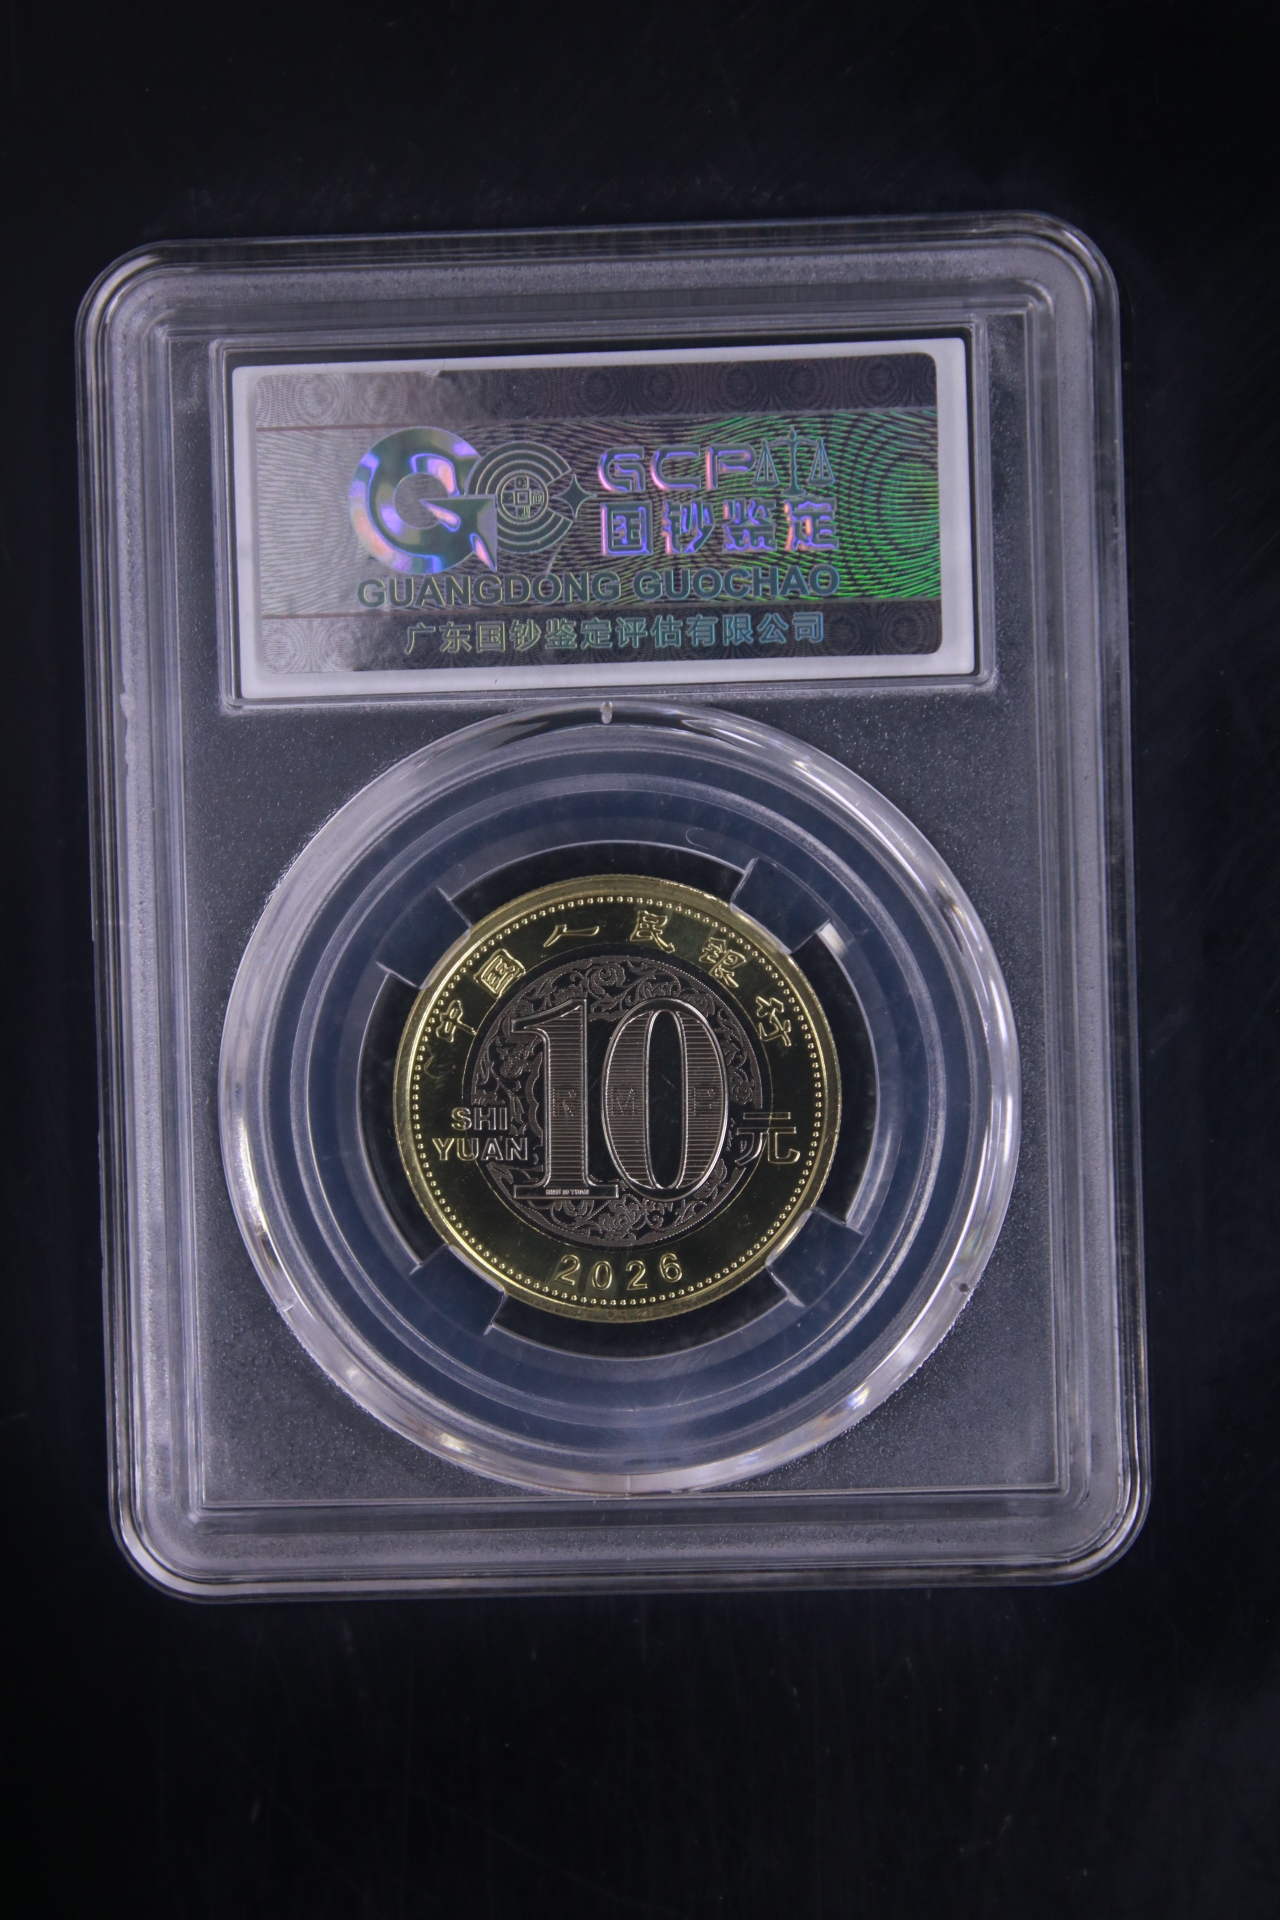 GCP
国钞鉴定
GUANGDONG GUOCHAO
广东国钞鉴定评估有限公司
中国人民银行
10
RMB
SHI
YUAN
元
2026